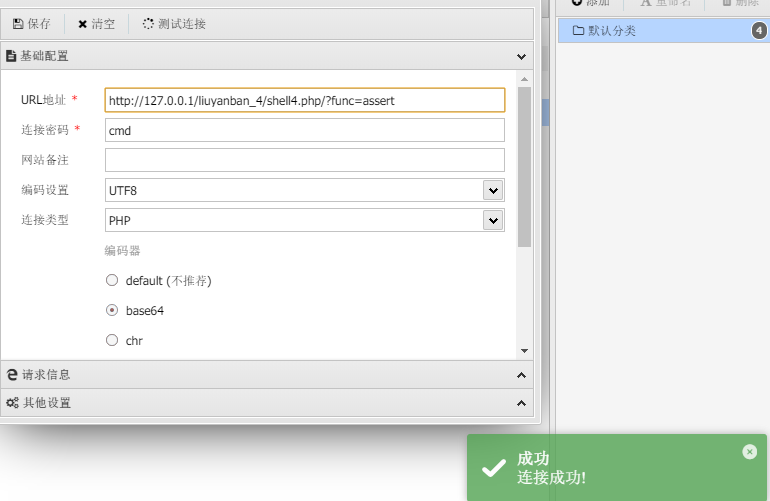 添加 重命名 删除
保存 清空 测试连接
默认分类 4
基础配置
URL地址 * http://127.0.0.1/liuyanban_4/shell4.php/?func=assert
连接密码 * cmd
网站备注
编码设置 UTF8
连接类型 PHP
编码器
default (不推荐)
base64
chr
请求信息
其他设置
成功
连接成功!